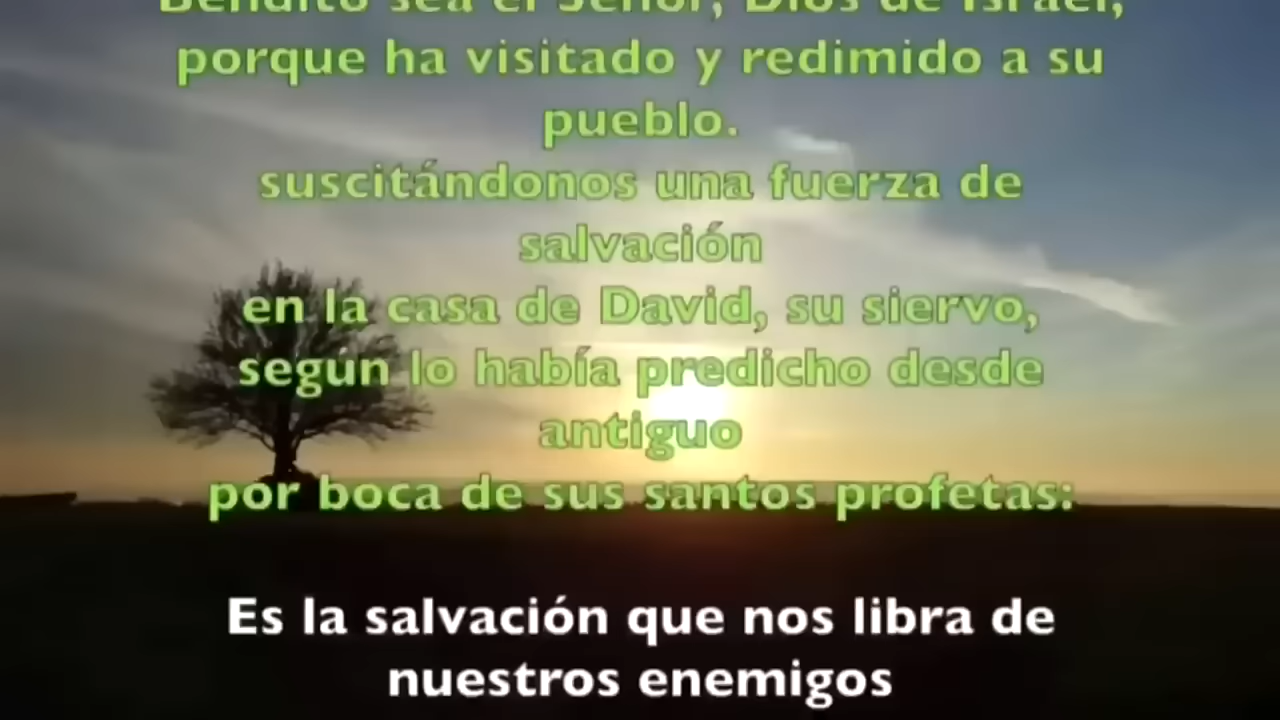 Bendito sea el Señor, Dios de Israel,
porque ha visitado y redimido a su
pueblo.
suscitándonos una fuerza de
salvación
en la casa de David, su siervo,
según lo había predicho desde
antiguo
por boca de sus santos profetas:
Es la salvación que nos libra de
nuestros enemigos